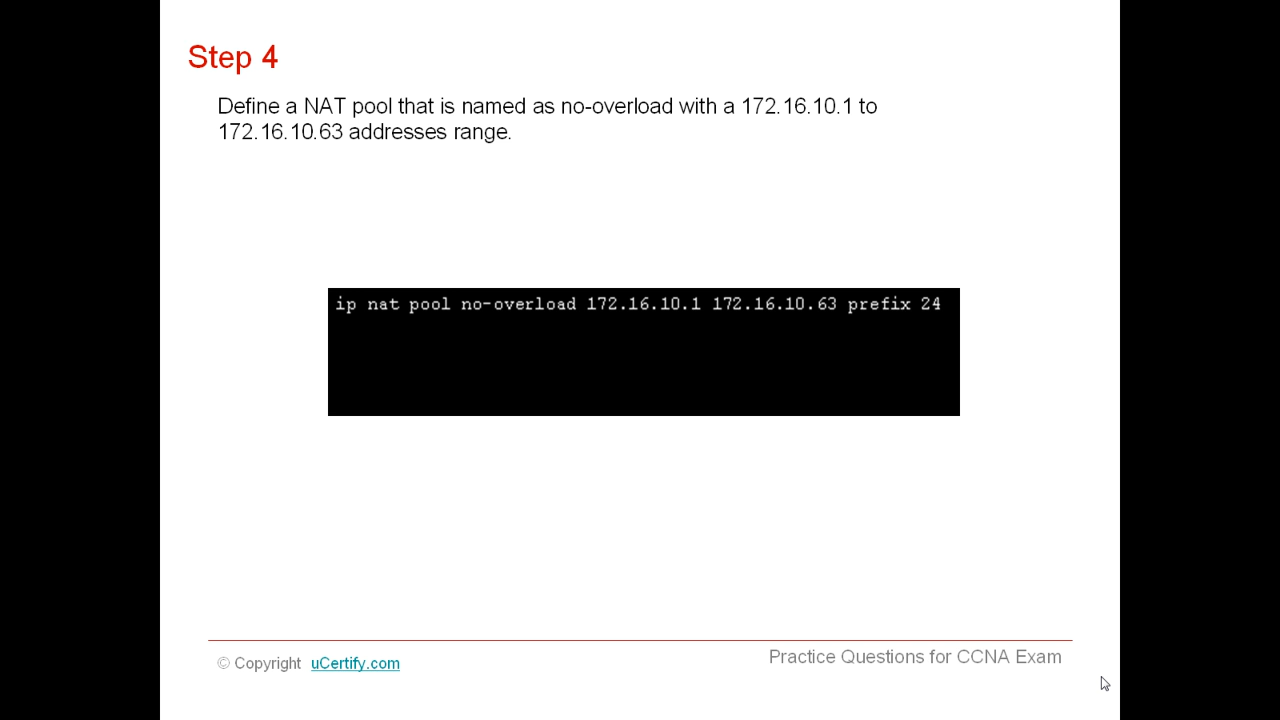 Step 4
Define a NAT pool that is named as no-overload with a 172.16.10.1 to
172.16.10.63 addresses range.
ip nat pool no-overload 172.16.10.1 172.16.10.63 prefix 24
© Copyright uCertify.com
Practice Questions for CCNA Exam